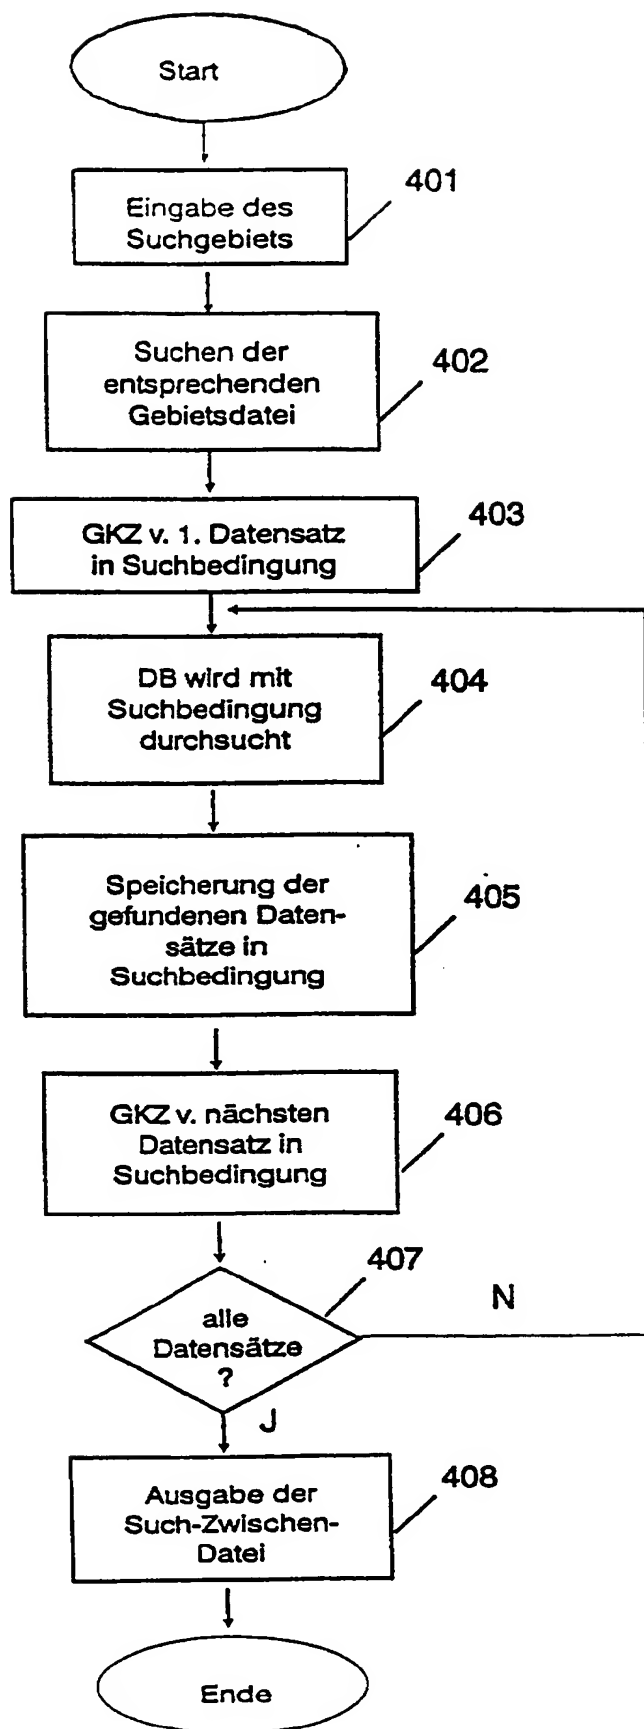 Start
401
Eingabe des
Suchgebiets
402
Suchen der
entsprechenden
Gebietsdatei
403
GKZ v. 1. Datensatz
in Suchbedingung
404
DB wird mit
Suchbedingung
durchsucht
405
Speicherung der
gefundenen Daten-
sätze in
Suchbedingung
406
GKZ v. nächsten
Datensatz in
Suchbedingung
407
alle
Datensätze
?
N
J
408
Ausgabe der
Such-Zwischen-
Datei
Ende